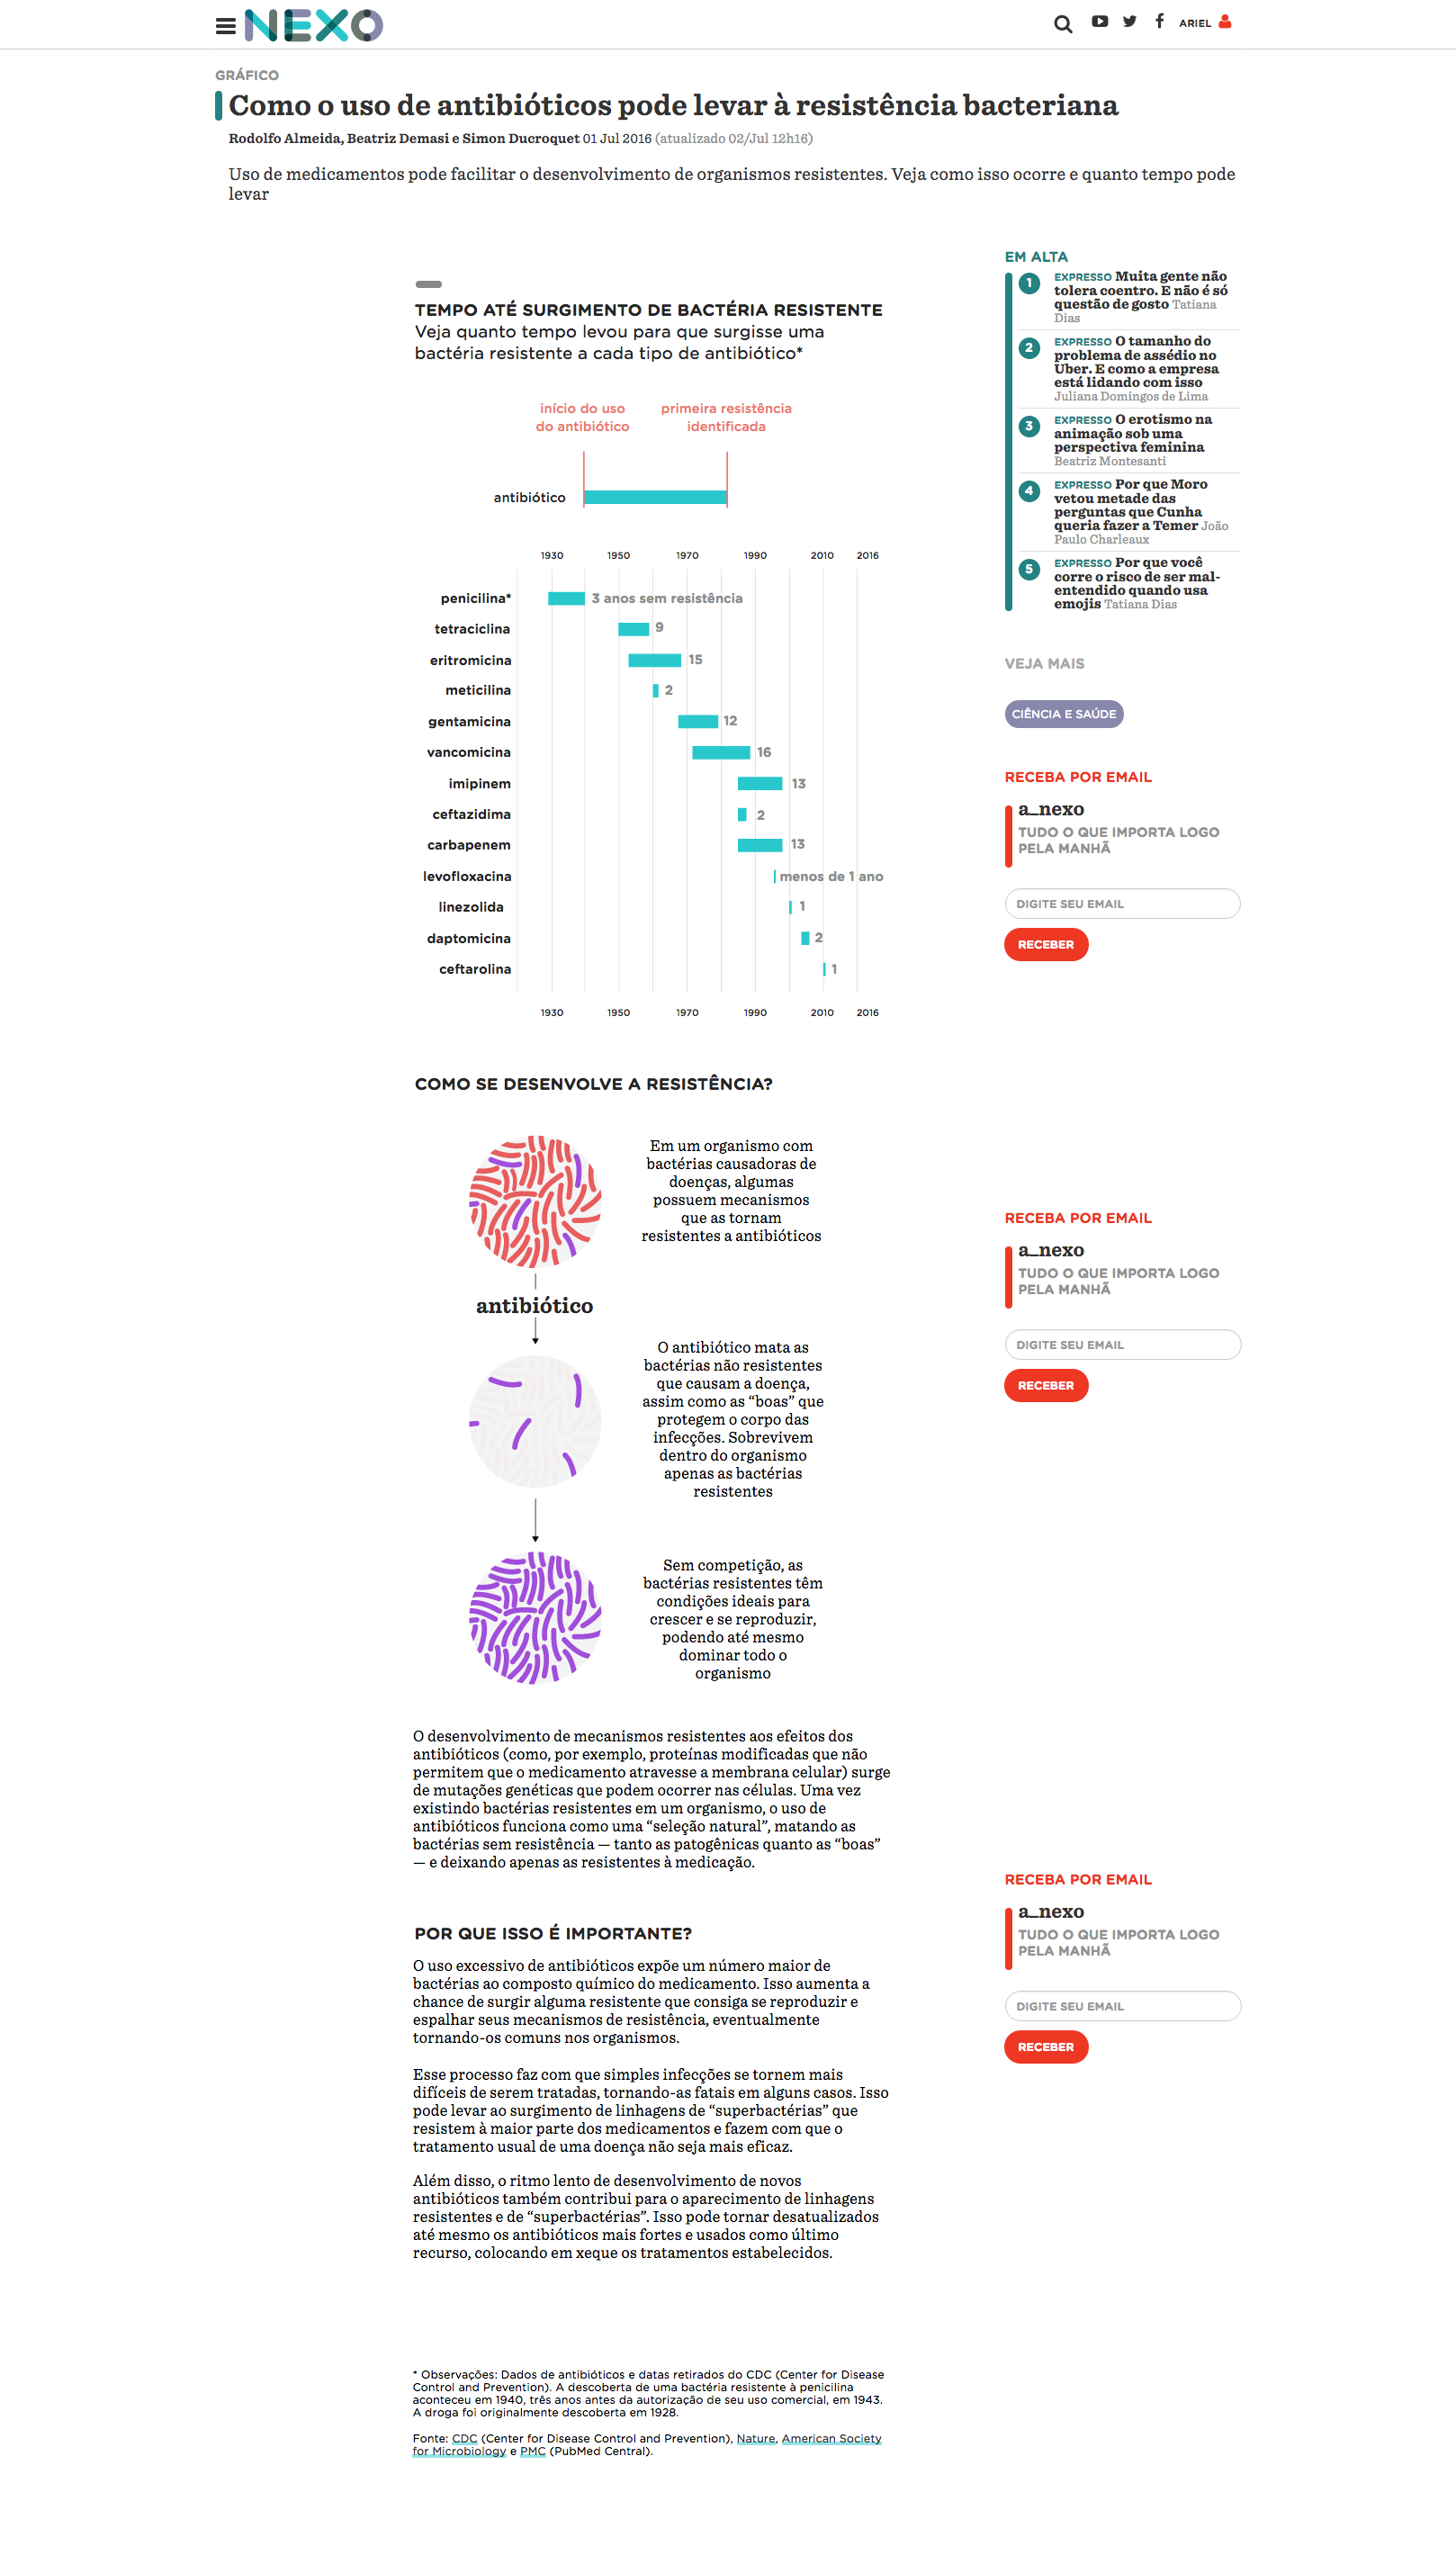 NEXO
ARIEL
GRÁFICO
Como o uso de antibióticos pode levar à resistência bacteriana
Rodolfo Almeida, Beatriz Demasi e Simon Ducroquet 01 Jul 2016 (atualizado 02/Jul 12h16)
Uso de medicamentos pode facilitar o desenvolvimento de organismos resistentes. Veja como isso ocorre e quanto tempo pode
levar
TEMPO ATÉ SURGIMENTO DE BACTÉRIA RESISTENTE
Veja quanto tempo levou para que surgisse uma
bactéria resistente a cada tipo de antibiótico*
início do uso
do antibiótico
primeira resistência
identificada
antibiótico
1930 1950 1970 1990 2010 2016
penicilina* 3 anos sem resistência
tetraciclina 9
eritromicina 15
meticilina 2
gentamicina 12
vancomicina 16
imipinem 13
ceftazidima 2
carbapenem 13
levofloxacina menos de 1 ano
linezolida 1
daptomicina 2
ceftarolina 1
1930 1950 1970 1990 2010 2016
COMO SE DESENVOLVE A RESISTÊNCIA?
Em um organismo com
bactérias causadoras de
doenças, algumas
possuem mecanismos
que as tornam
resistentes a antibióticos
antibiótico
O antibiótico mata as
bactérias não resistentes
que causam a doença,
assim como as “boas” que
protegem o corpo das
infecções. Sobrevivem
dentro do organismo
apenas as bactérias
resistentes
Sem competição, as
bactérias resistentes têm
condições ideais para
crescer e se reproduzir,
podendo até mesmo
dominar todo o
organismo
O desenvolvimento de mecanismos resistentes aos efeitos dos
antibióticos (como, por exemplo, proteínas modificadas que não
permitem que o medicamento atravesse a membrana celular) surge
de mutações genéticas que podem ocorrer nas células. Uma vez
existindo bactérias resistentes em um organismo, o uso de
antibióticos funciona como uma “seleção natural”, matando as
bactérias sem resistência — tanto as patogênicas quanto as “boas”
— e deixando apenas as resistentes à medicação.
POR QUE ISSO É IMPORTANTE?
O uso excessivo de antibióticos expõe um número maior de
bactérias ao composto químico do medicamento. Isso aumenta a
chance de surgir alguma resistente que consiga se reproduzir e
espalhar seus mecanismos de resistência, eventualmente
tornando-os comuns nos organismos.
Esse processo faz com que simples infecções se tornem mais
difíceis de serem tratadas, tornando-as fatais em alguns casos. Isso
pode levar ao surgimento de linhagens de “superbactérias” que
resistem à maior parte dos medicamentos e fazem com que o
tratamento usual de uma doença não seja mais eficaz.
Além disso, o ritmo lento de desenvolvimento de novos
antibióticos também contribui para o aparecimento de linhagens
resistentes e de “superbactérias”. Isso pode tornar desatualizados
até mesmo os antibióticos mais fortes e usados como último
recurso, colocando em xeque os tratamentos estabelecidos.
* Observações: Dados de antibióticos e datas retirados do CDC (Center for Disease
Control and Prevention). A descoberta de uma bactéria resistente à penicilina
aconteceu em 1940, três anos antes da autorização de seu uso comercial, em 1943.
A droga foi originalmente descoberta em 1928.
Fonte: CDC (Center for Disease Control and Prevention), Nature, American Society
for Microbiology e PMC (PubMed Central).
EM ALTA
1 EXPRESSO Muita gente não
tolera coentro. E não é só
questão de gosto Tatiana
Dias
2 EXPRESSO O tamanho do
problema de assédio no
Uber. E como a empresa
está lidando com isso
Juliana Domingos de Lima
3 EXPRESSO O erotismo na
animação sob uma
perspectiva feminina
Beatriz Montesanti
4 EXPRESSO Por que Moro
vetou metade das
perguntas que Cunha
queria fazer a Temer João
Paulo Charleaux
5 EXPRESSO Por que você
corre o risco de ser mal-
entendido quando usa
emojis Tatiana Dias
VEJA MAIS
CIÊNCIA E SAÚDE
RECEBA POR EMAIL
a_nexo
TUDO O QUE IMPORTA LOGO
PELA MANHÃ
DIGITE SEU EMAIL
RECEBER
RECEBA POR EMAIL
a_nexo
TUDO O QUE IMPORTA LOGO
PELA MANHÃ
DIGITE SEU EMAIL
RECEBER
RECEBA POR EMAIL
a_nexo
TUDO O QUE IMPORTA LOGO
PELA MANHÃ
DIGITE SEU EMAIL
RECEBER